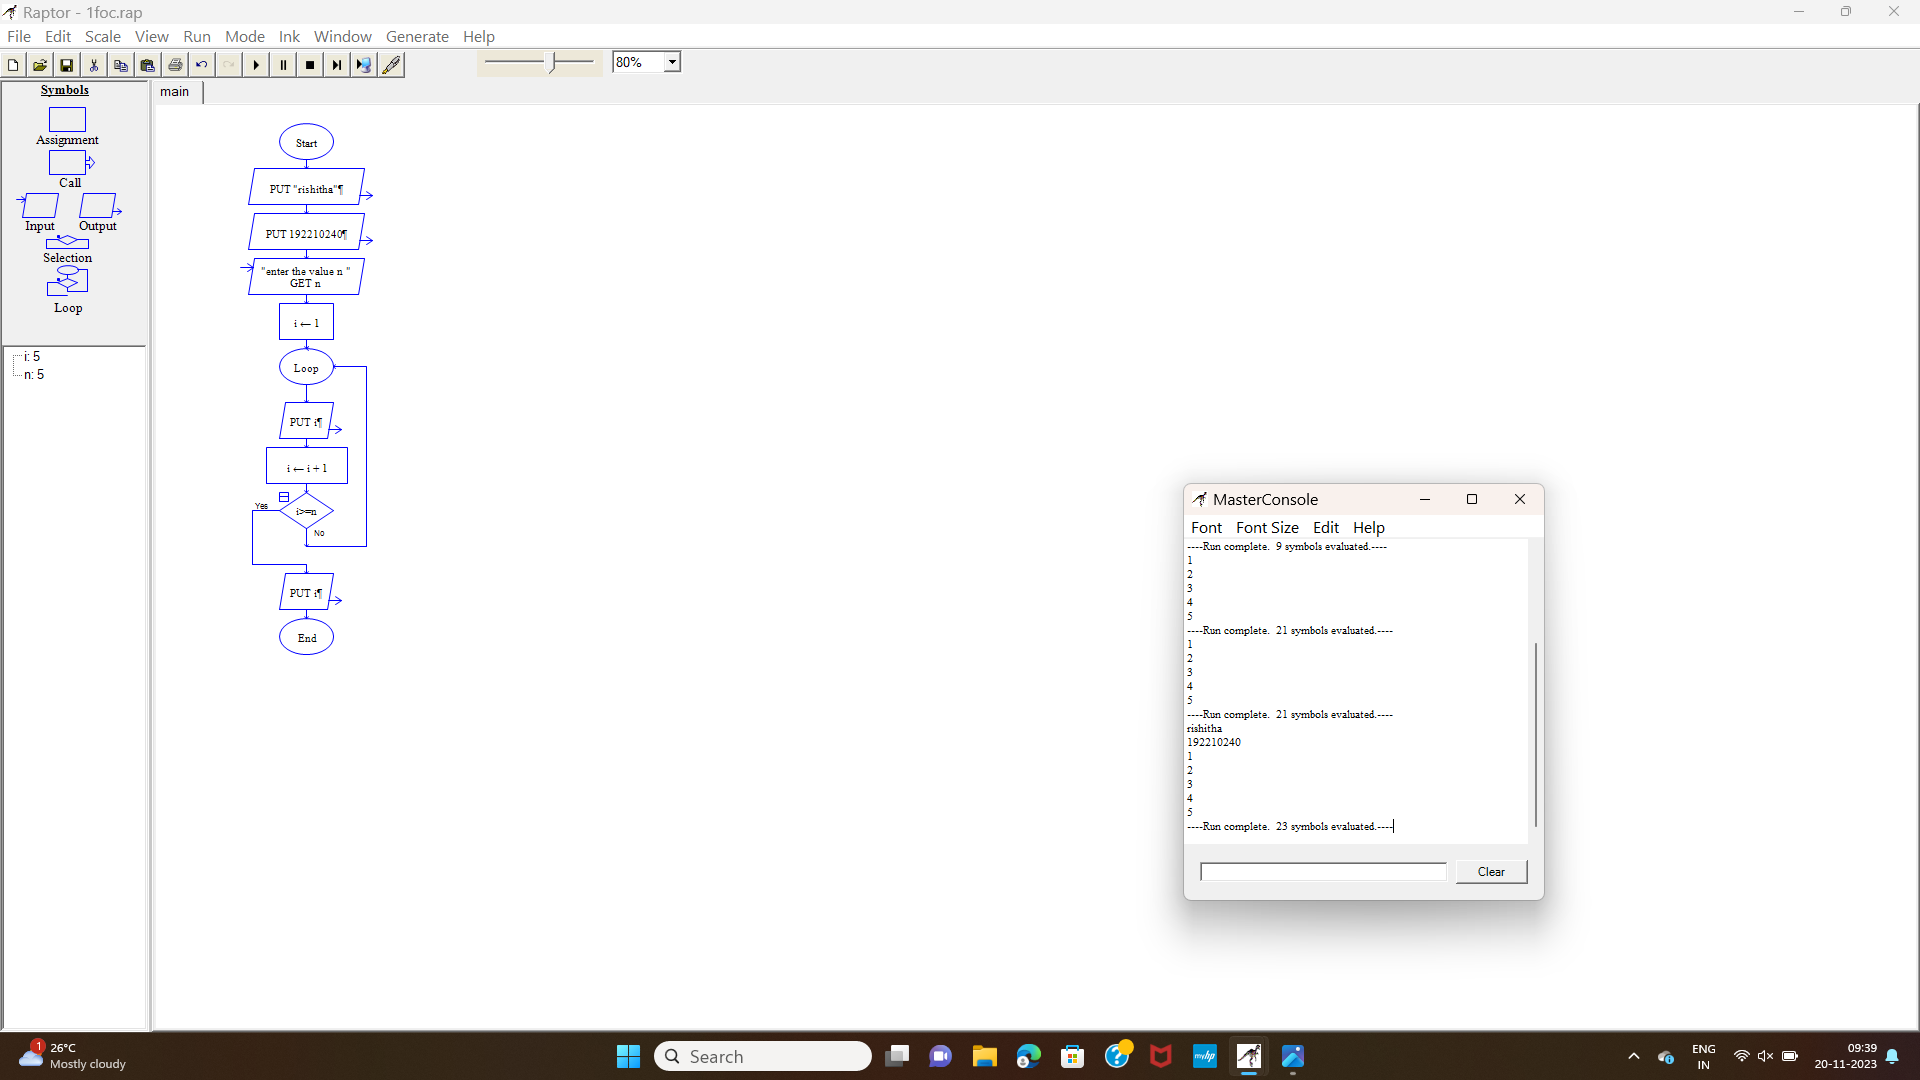 Raptor - 1foc.rap
File Edit Scale View Run Mode Ink Window Generate Help
80%
Symbols
main
Assignment
Call
Input Output
Selection
Loop
i: 5
n: 5
Start
PUT "rishitha"¶
PUT 192210240¶
"enter the value n "
GET n
i ← 1
Loop
PUT i¶
i ← i + 1
Yes
i>=n
No
PUT i¶
End
MasterConsole
Font Font Size Edit Help
----Run complete.  9 symbols evaluated.----
1
2
3
4
5
----Run complete.  21 symbols evaluated.----
1
2
3
4
5
----Run complete.  21 symbols evaluated.----
rishitha
192210240
1
2
3
4
5
----Run complete.  23 symbols evaluated.----
Clear
1
26°C
Mostly cloudy
Search
myhp
ENG
IN
09:39
20-11-2023